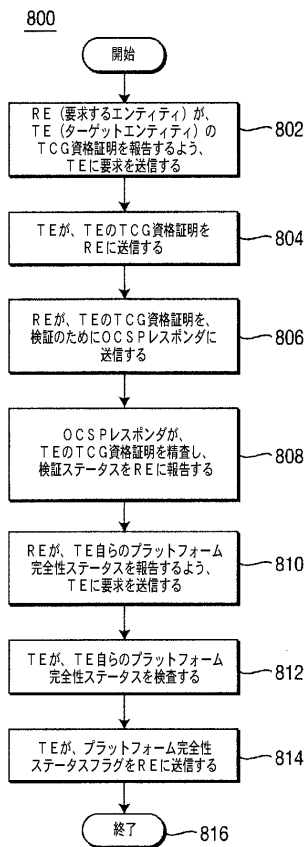 800
開始
RE（要求するエンティティ）が、
TE（ターゲットエンティティ）の
TCG資格証明を報告するよう、
TEに要求を送信する
802
TEが、TEのTCG資格証明を
REに送信する
804
REが、TEのTCG資格証明を、
検証のためにOCSPレスポンダに
送信する
806
OCSPレスポンダが、
TEのTCG資格証明を精査し、
検証ステータスをREに報告する
808
REが、TE自らのプラットフォーム
完全性ステータスを報告するよう、
TEに要求を送信する
810
TEが、TE自らのプラットフォーム
完全性ステータスを検査する
812
TEが、プラットフォーム完全性
ステータスフラグをREに送信する
814
終了
816